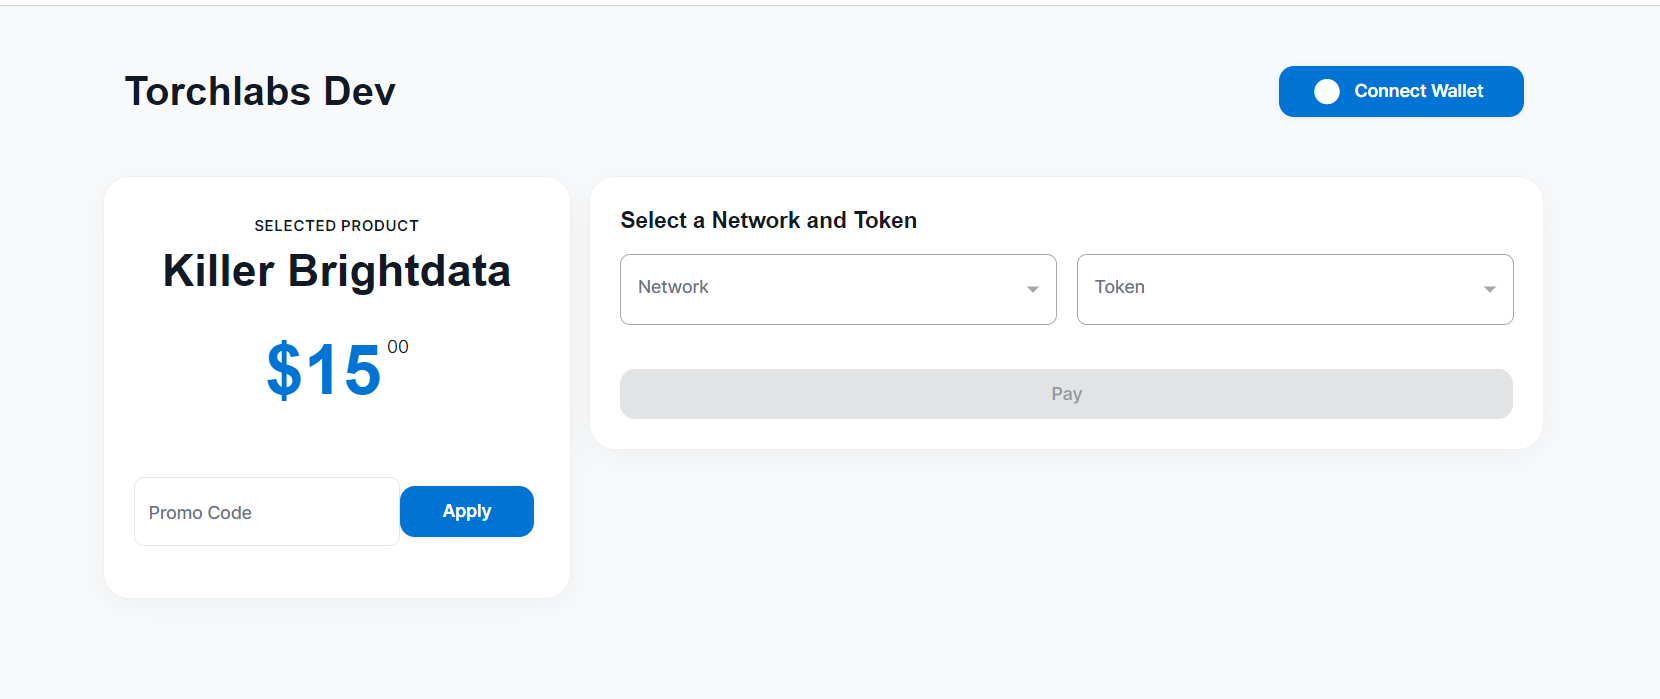 Torchlabs Dev
Connect Wallet
SELECTED PRODUCT
Killer Brightdata
$15 00
Promo Code
Apply
Select a Network and Token
Network
Token
Pay